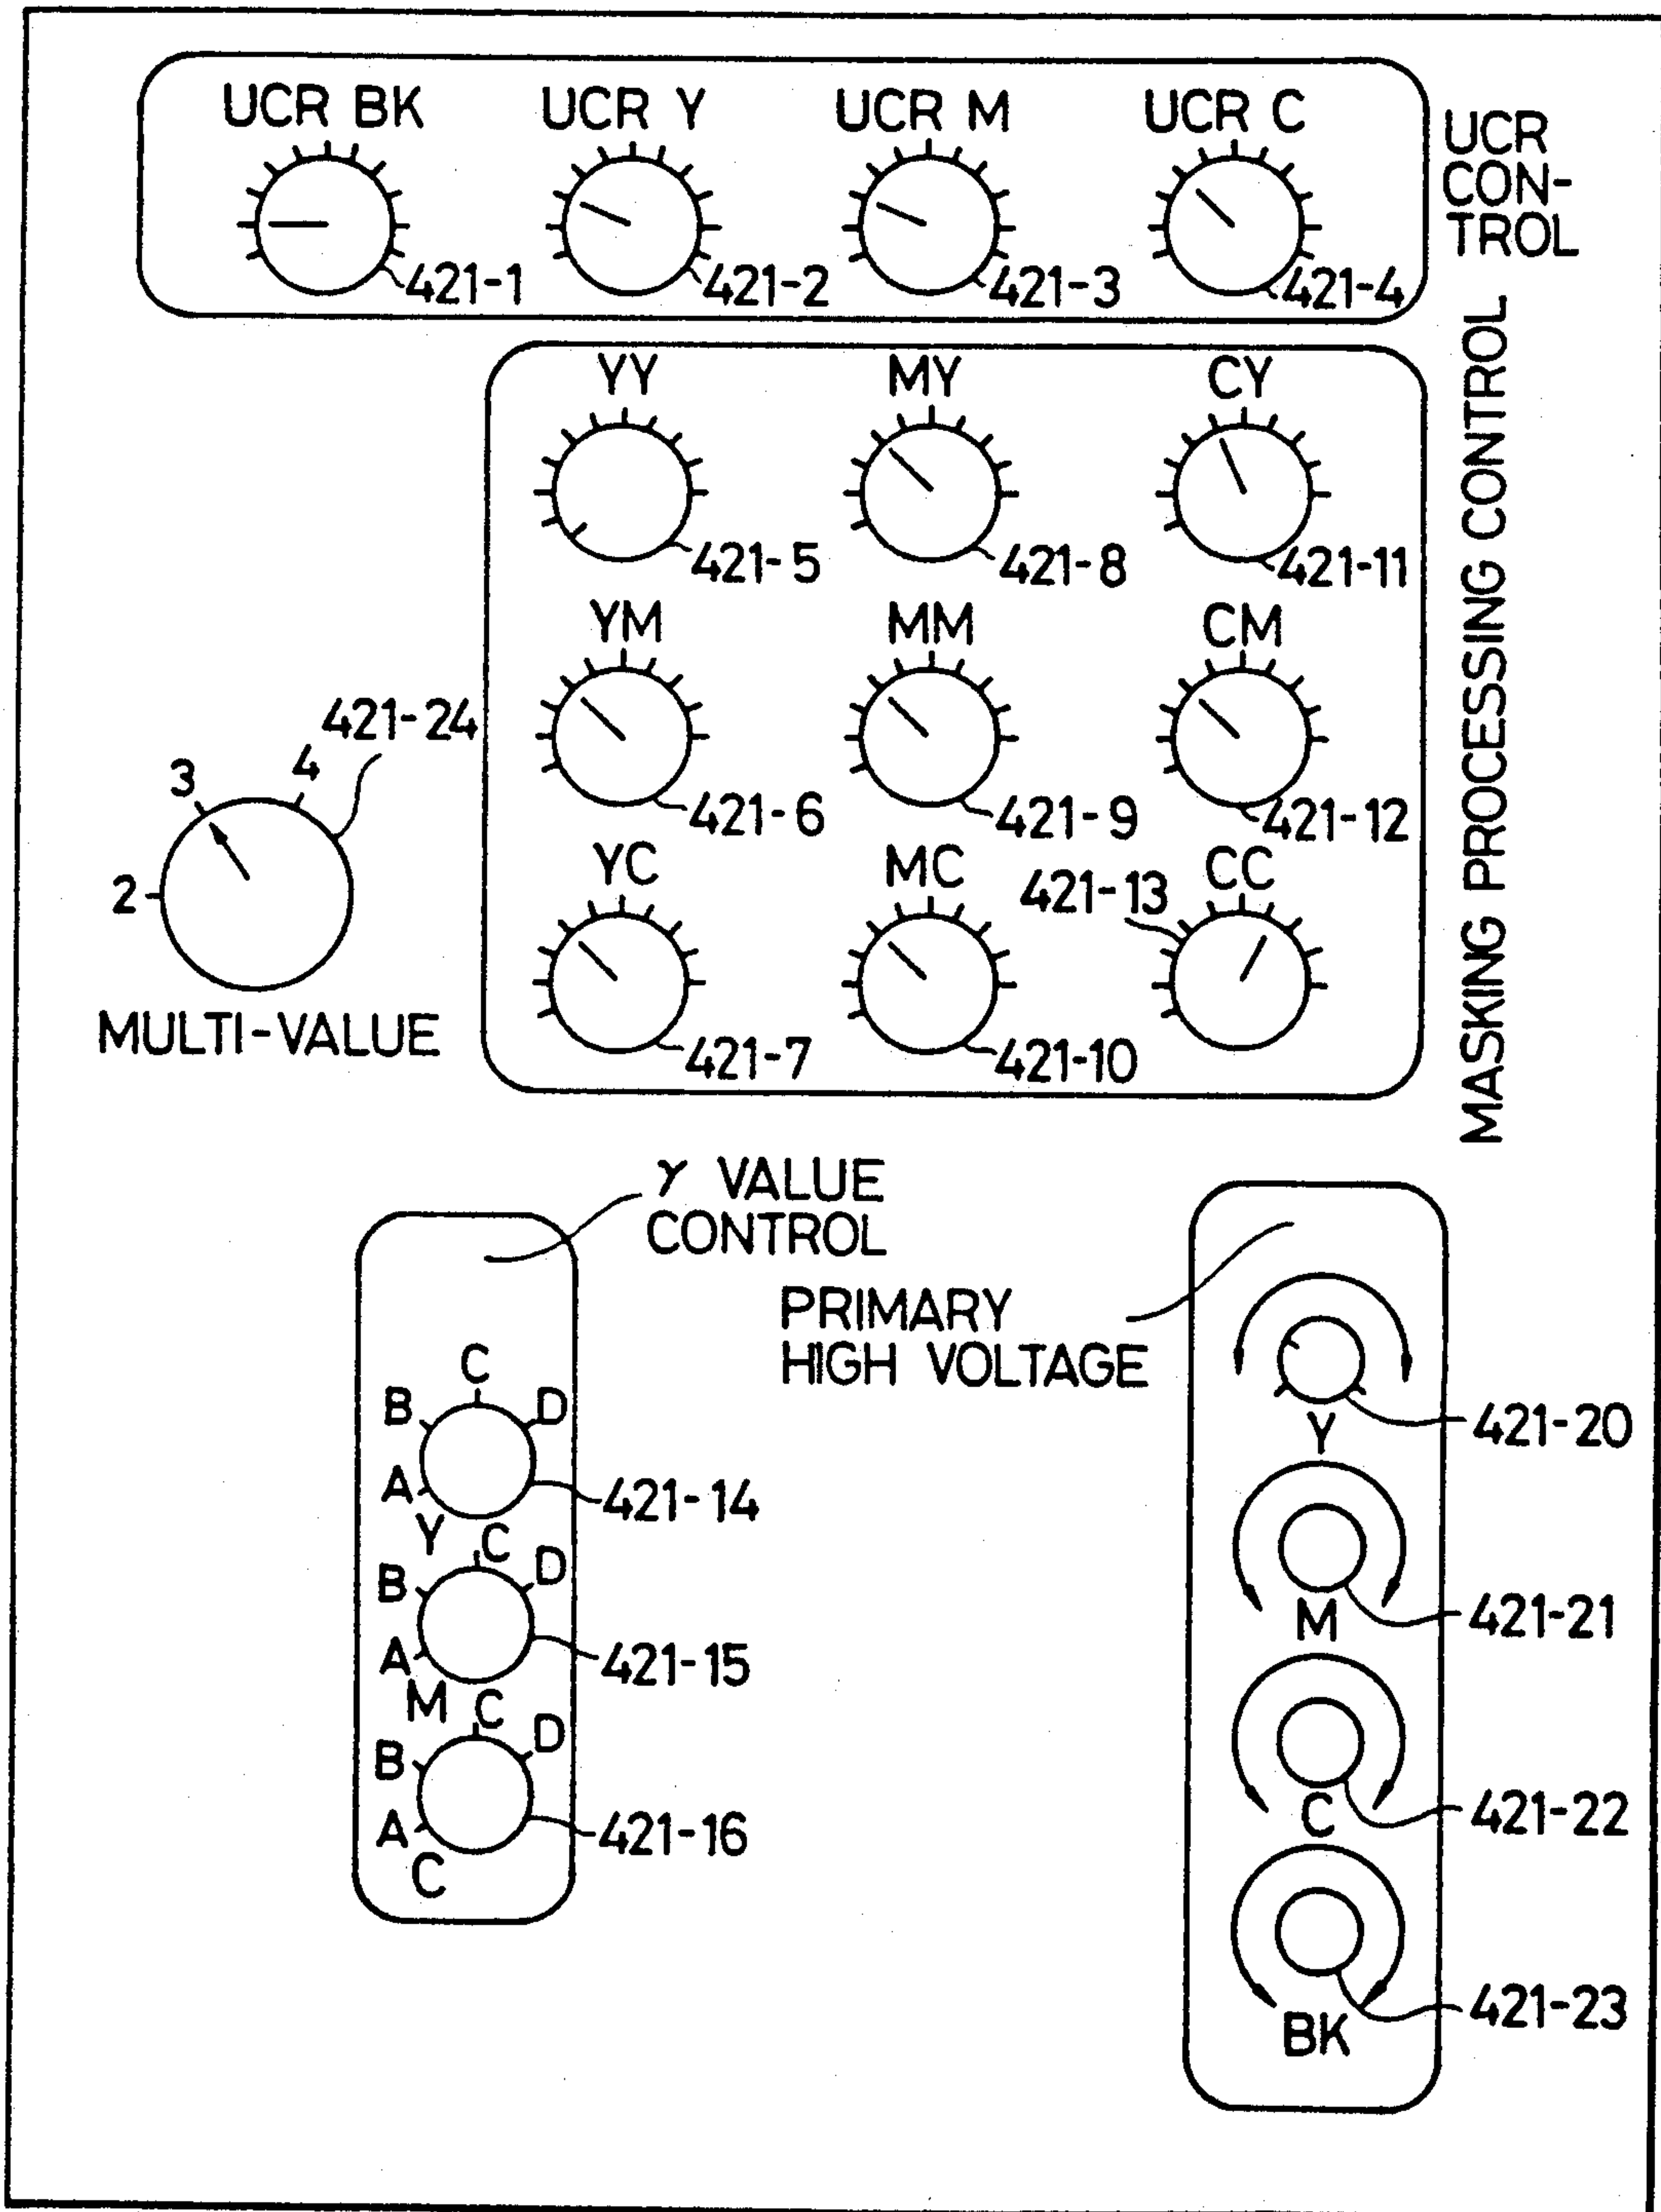 UCR BK
UCR Y
UCR M
UCR C
UCR
CON-
TROL
421-1
421-2
421-3
421-4
YY
MY
CY
421-5
421-8
421-11
YM
MM
CM
421-6
421-9
421-12
YC
MC
421-13
CC
421-7
421-10
MASKING PROCESSING CONTROL
421-24
2
3
4
MULTI-VALUE
γ VALUE
CONTROL
A
B
C
D
421-14
Y
A
B
C
D
421-15
M
A
B
C
D
421-16
C
PRIMARY
HIGH VOLTAGE
421-20
Y
421-21
M
421-22
C
421-23
BK